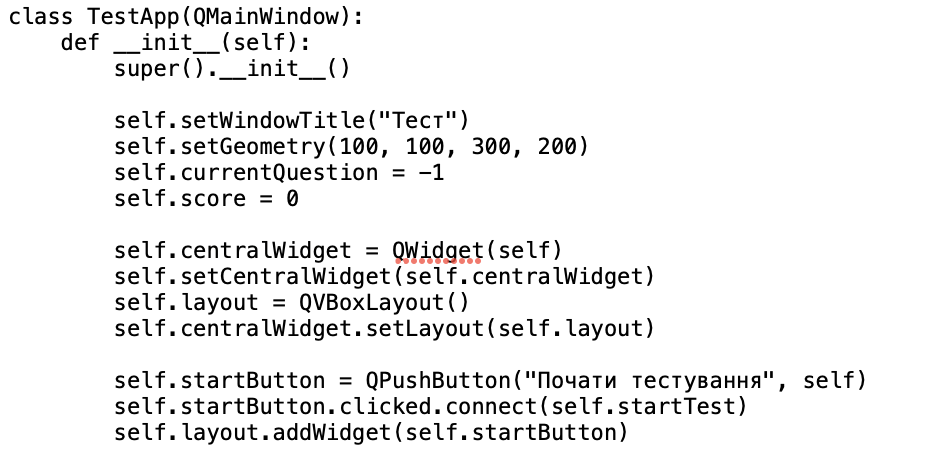 class TestApp(QMainWindow):
    def __init__(self):
        super().__init__()

        self.setWindowTitle("Тест")
        self.setGeometry(100, 100, 300, 200)
        self.currentQuestion = -1
        self.score = 0

        self.centralWidget = QWidget(self)
        self.setCentralWidget(self.centralWidget)
        self.layout = QVBoxLayout()
        self.centralWidget.setLayout(self.layout)

        self.startButton = QPushButton("Почати тестування", self)
        self.startButton.clicked.connect(self.startTest)
        self.layout.addWidget(self.startButton)